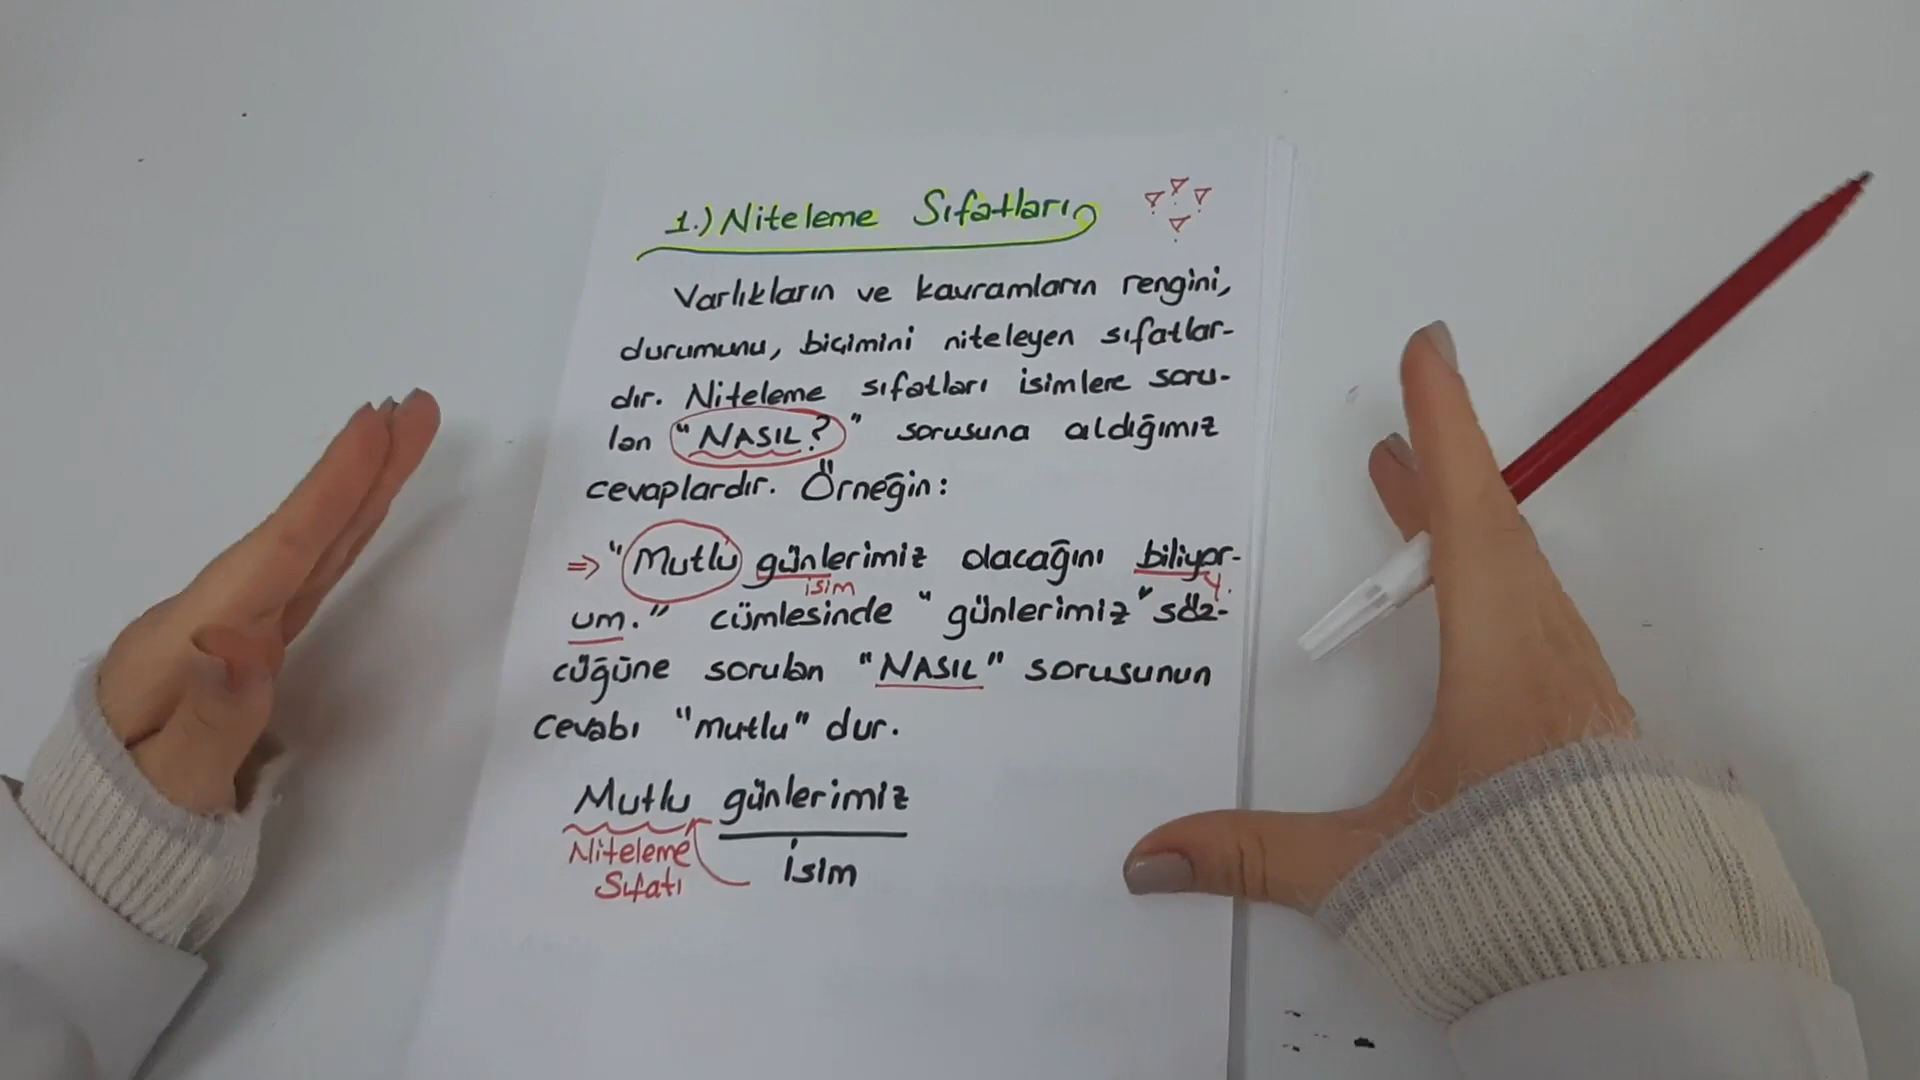 1.) Niteleme Sıfatları
Varlıkların ve kavramların rengini,
durumunu, biçimini niteleyen sıfatlar-
dır. Niteleme sıfatları isimlere soru-
lan "NASIL?" sorusuna aldığımız
cevaplardır. Örneğin:
⇒ "Mutlu günlerimiz olacağını biliyor-
isim y.
um." cümlesinde "günlerimiz" söz-
cüğüne sorulan "NASIL" sorusunun
cevabı "mutlu" dur.
Mutlu günlerimiz
Niteleme İsim
Sıfatı